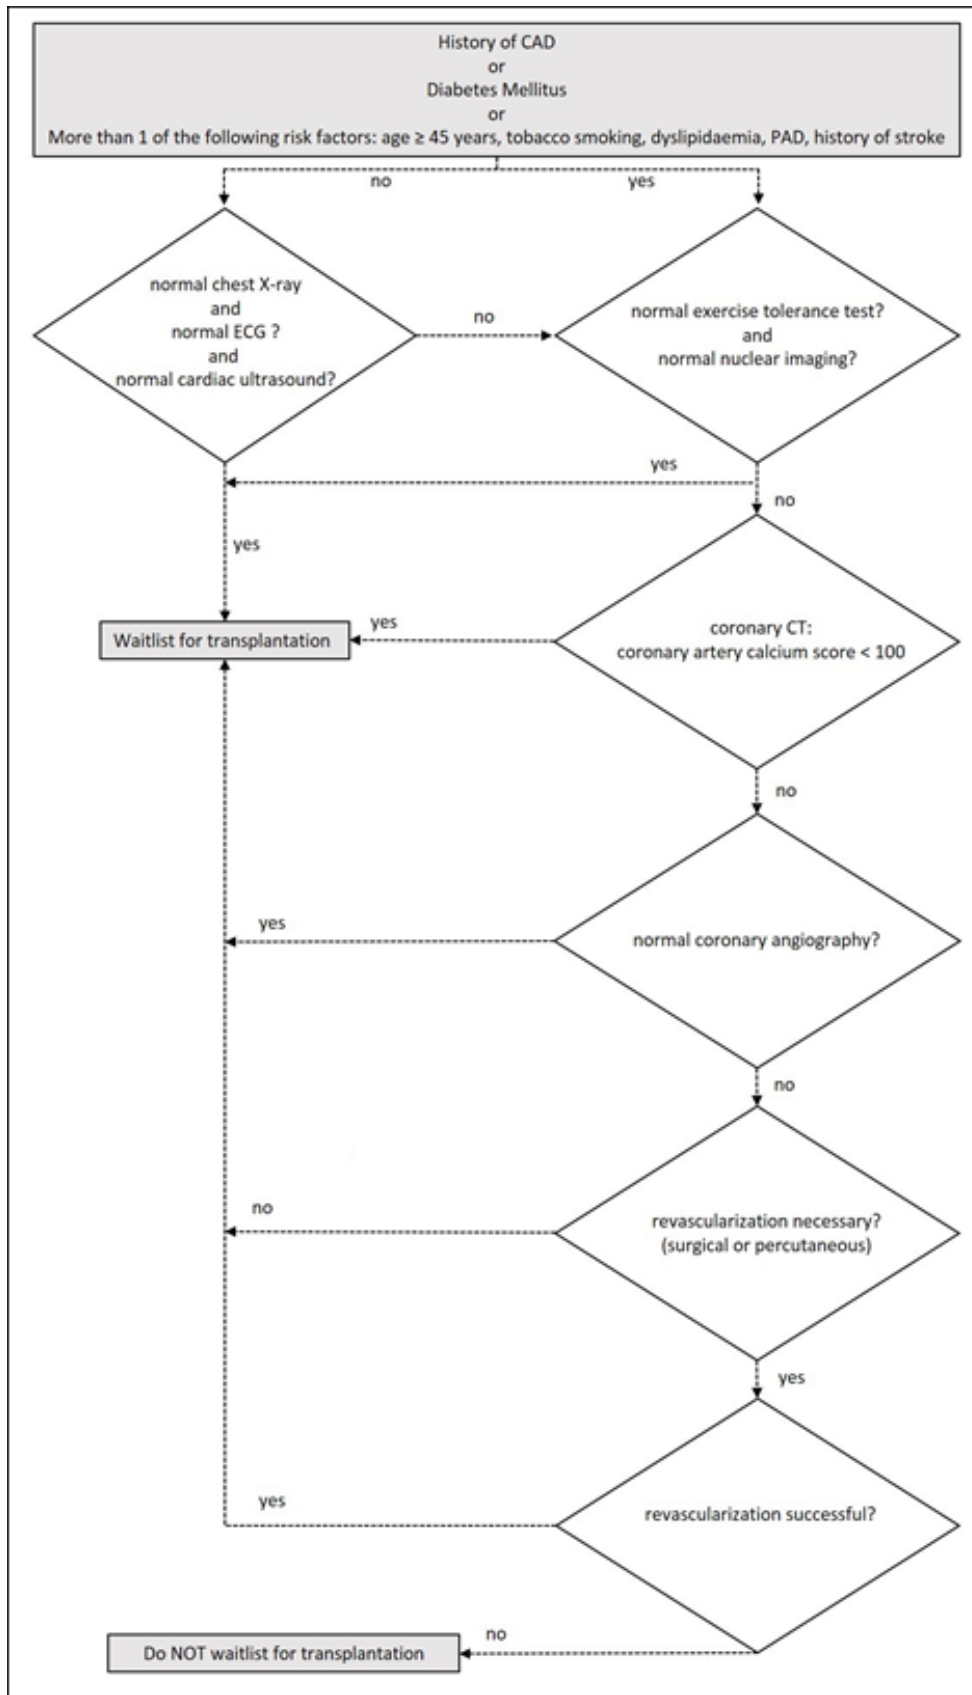 History of CAD
or
Diabetes Mellitus
or
More than 1 of the following risk factors: age ≥ 45 years, tobacco smoking, dyslipidaemia, PAD, history of stroke
no
yes
normal chest X-ray
and
normal ECG ?
and
normal cardiac ultrasound?
no
normal exercise tolerance test?
and
normal nuclear imaging?
yes
no
yes
Waitlist for transplantation
yes
coronary CT:
coronary artery calcium score < 100
no
yes
normal coronary angiography?
no
no
revascularization necessary?
(surgical or percutaneous)
yes
yes
revascularization successful?
no
Do NOT waitlist for transplantation